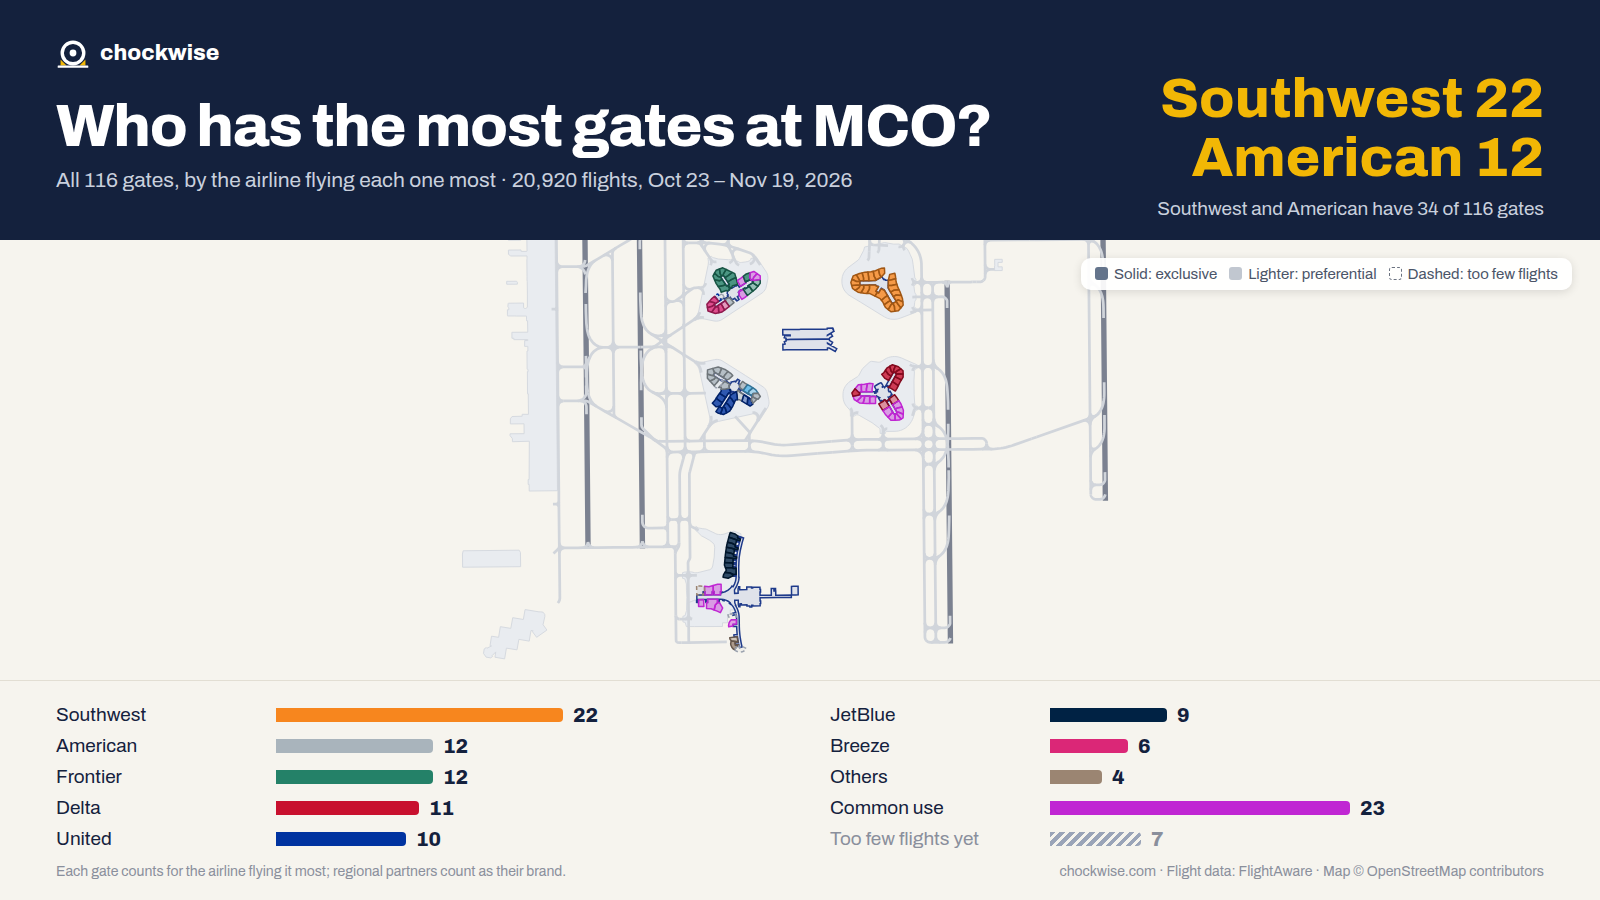 chockwise
Who has the most gates at MCO?
All 116 gates, by the airline flying each one most · 20,920 flights, Oct 23 – Nov 19, 2026
Southwest 22
American 12
Southwest and American have 34 of 116 gates
Solid: exclusive
Lighter: preferential
Dashed: too few flights
Southwest 22
American 12
Frontier 12
Delta 11
United 10
JetBlue 9
Breeze 6
Others 4
Common use 23
Too few flights yet 7
Each gate counts for the airline flying it most; regional partners count as their brand.
chockwise.com · Flight data: FlightAware · Map © OpenStreetMap contributors